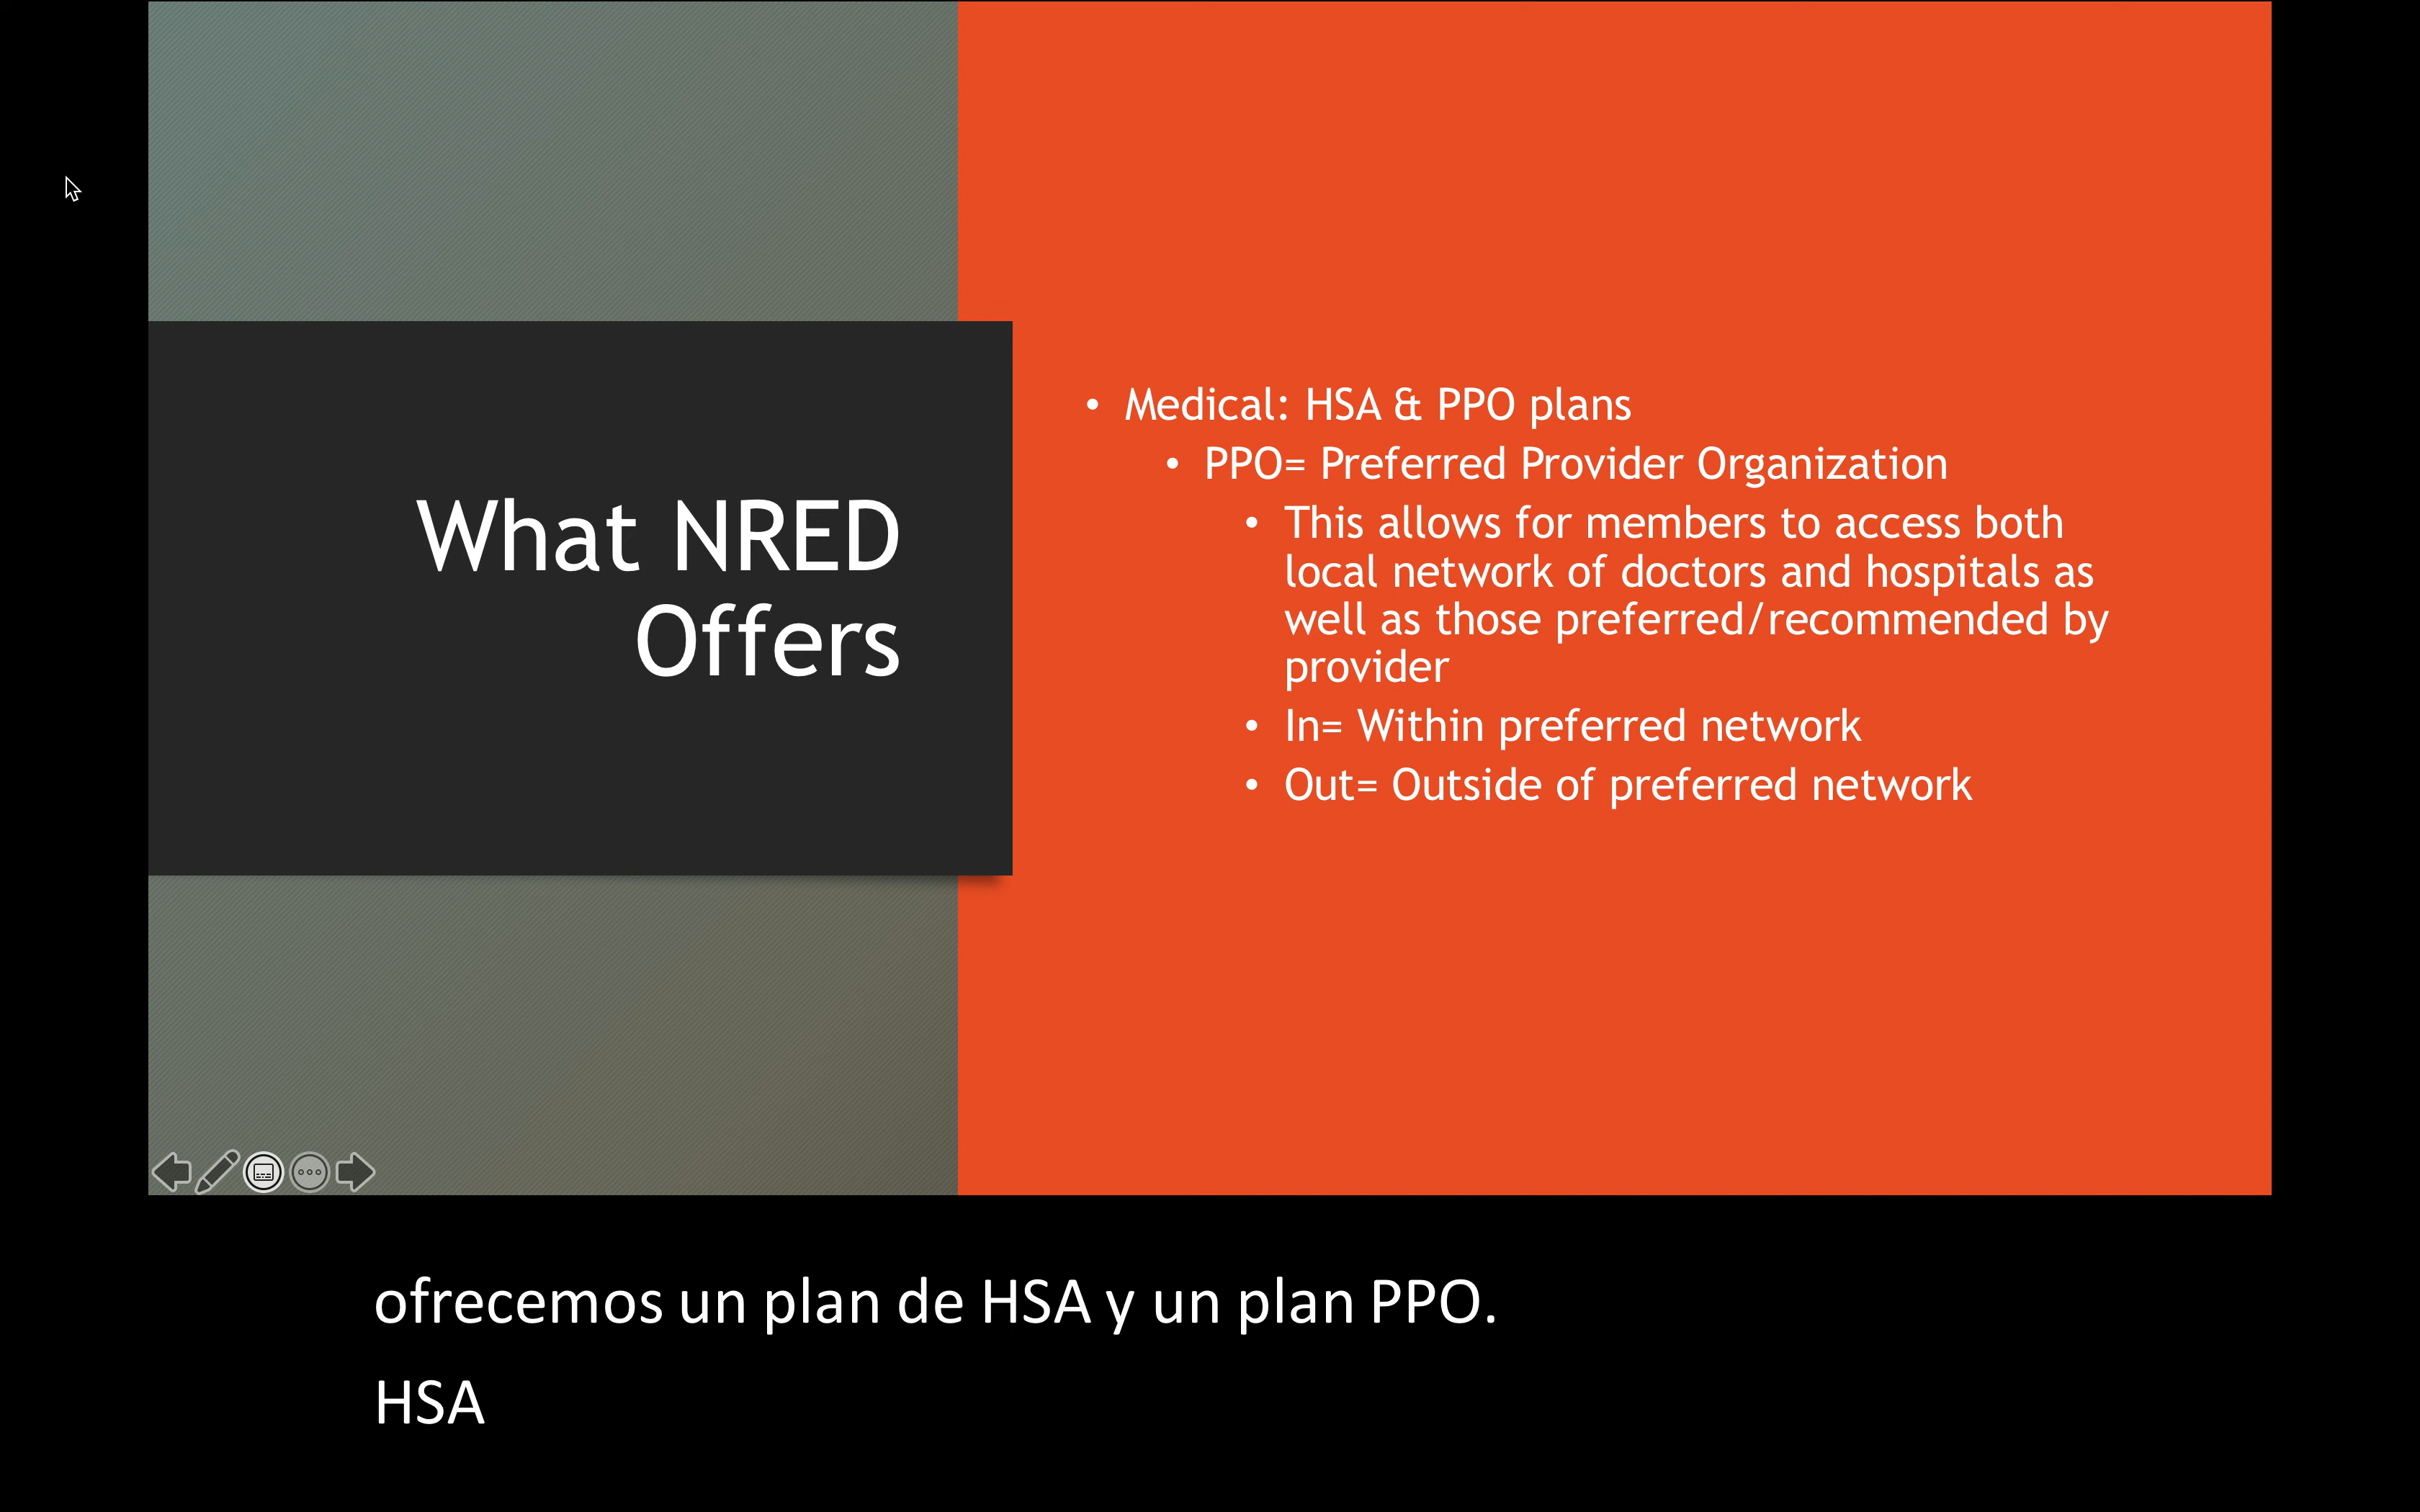 What NRED
Offers
• Medical: HSA & PPO plans
• PPO= Preferred Provider Organization
• This allows for members to access both
local network of doctors and hospitals as
well as those preferred/recommended by
provider
• In= Within preferred network
• Out= Outside of preferred network
ofrecemos un plan de HSA y un plan PPO.
HSA